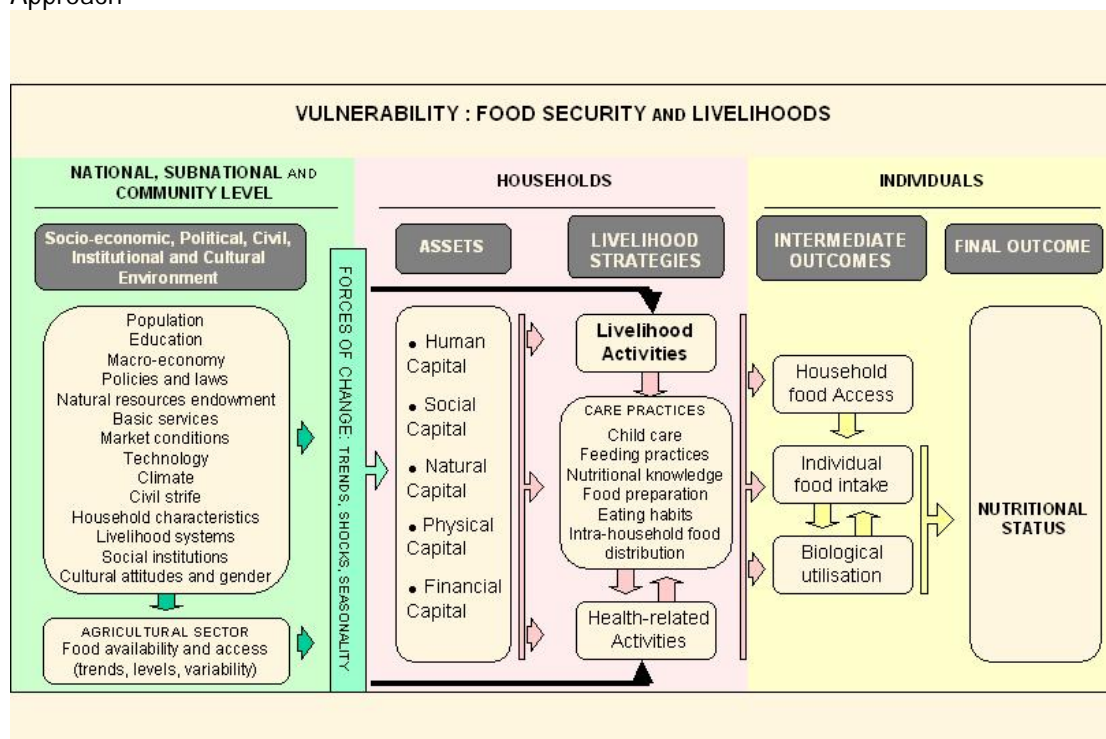 Approach
VULNERABILITY : FOOD SECURITY AND LIVELIHOODS
NATIONAL, SUBNATIONAL AND
COMMUNITY LEVEL
Socio-economic, Political, Civil,
Institutional and Cultural
Environment
Population
Education
Macro-economy
Policies and laws
Natural resources endowment
Basic services
Market conditions
Technology
Climate
Civil strife
Household characteristics
Livelihood systems
Social institutions
Cultural attitudes and gender
AGRICULTURAL SECTOR
Food availability and access
(trends, levels, variability)
FORCES OF CHANGE: TRENDS, SHOCKS, SEASONALITY
HOUSEHOLDS
ASSETS
• Human
Capital
• Social
Capital
• Natural
Capital
• Physical
Capital
• Financial
Capital
LIVELIHOOD
STRATEGIES
Livelihood
Activities
CARE PRACTICES
Child care
Feeding practices
Nutritional knowledge
Food preparation
Eating habits
Intra-household food
distribution
Health-related
Activities
INDIVIDUALS
INTERMEDIATE
OUTCOMES
Household
food Access
Individual
food intake
Biological
utilisation
FINAL OUTCOME
NUTRITIONAL
STATUS